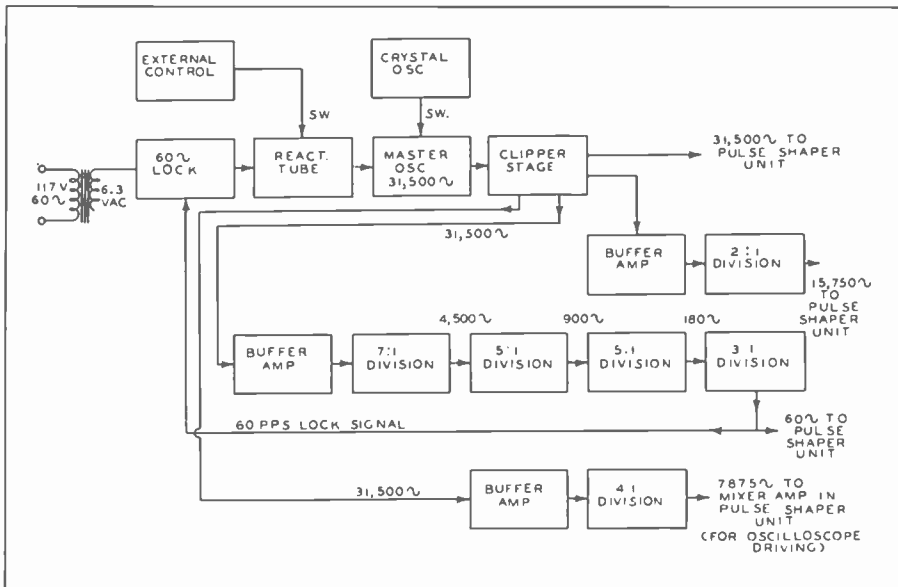 EXTERNAL
CONTROL
CRYSTAL
OSC
SW
SW.
60~
LOCK
REACT.
TUBE
MASTER
OSC
31,500~
CLIPPER
STAGE
31,500~ TO
PULSE SHAPER
UNIT
117 V
60~
6.3
VAC
31,500~
BUFFER
AMP
2:1
DIVISION
15,750~
TO
PULSE
SHAPER
UNIT
4,500~
900~
180~
BUFFER
AMP
7:1
DIVISION
5:1
DIVISION
5:1
DIVISION
3:1
DIVISION
60 PPS LOCK SIGNAL
60~ TO
PULSE
SHAPER
UNIT
31,500~
BUFFER
AMP
4:1
DIVISION
7875~ TO
MIXER AMP IN
PULSE SHAPER
UNIT
(FOR OSCILLOSCOPE
DRIVING)